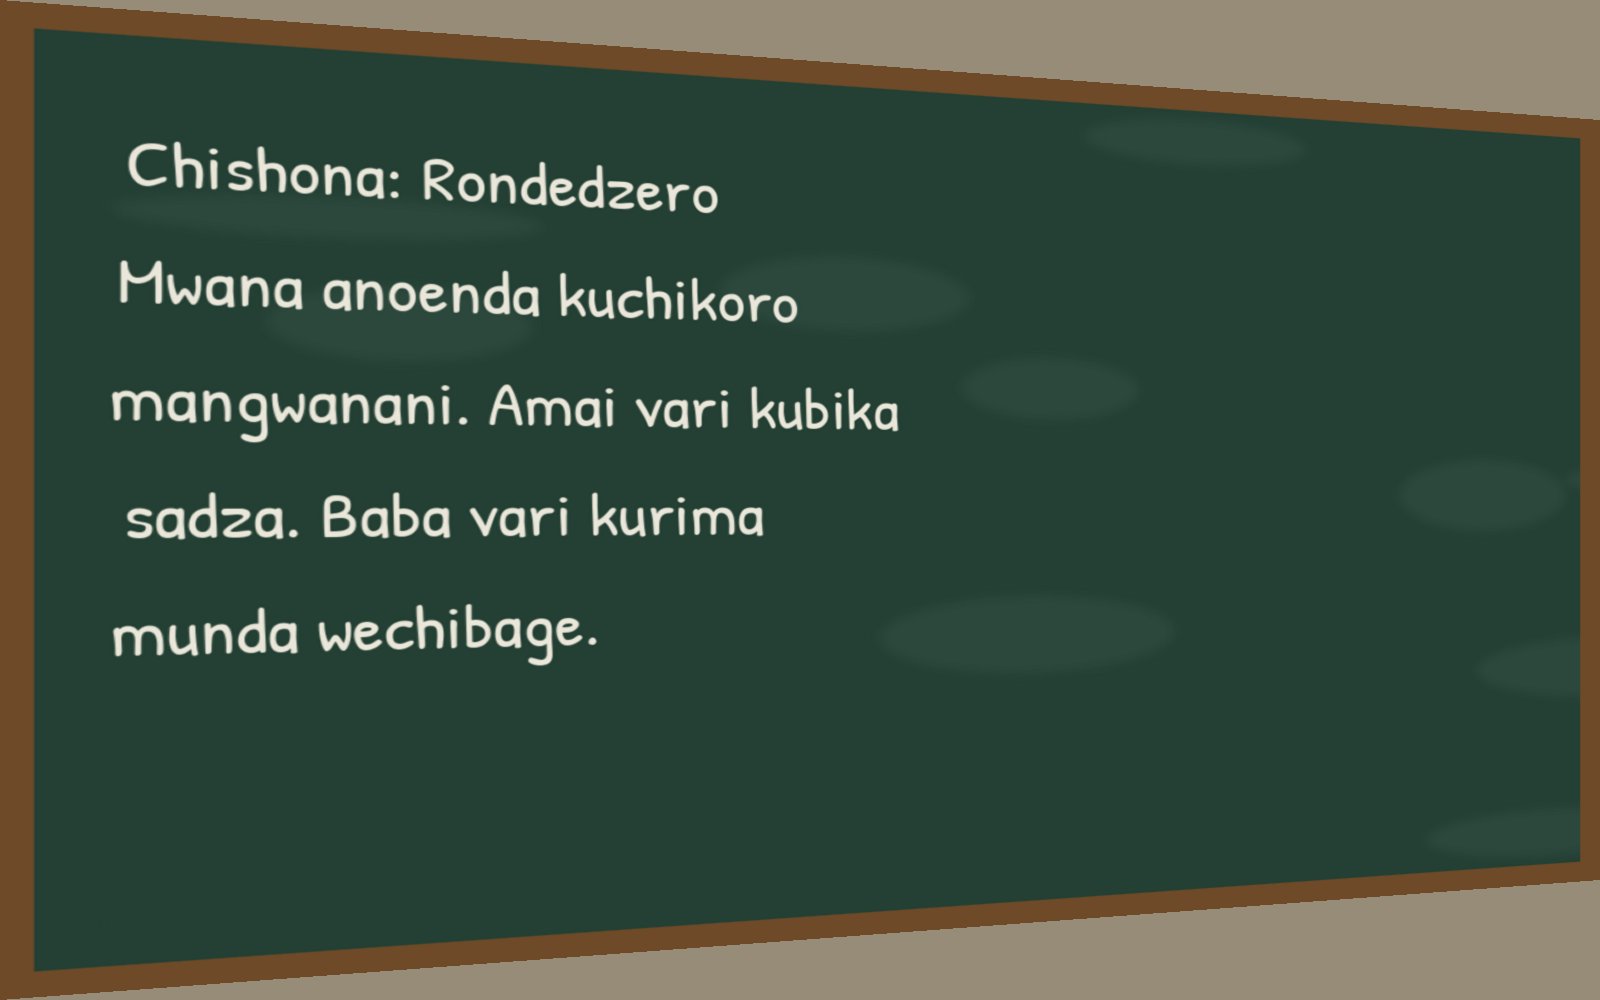 Chishona: Rondedzero
Mwana anoenda kuchikoro
mangwanani. Amai vari kubika
sadza. Baba vari kurima
munda wechibage.